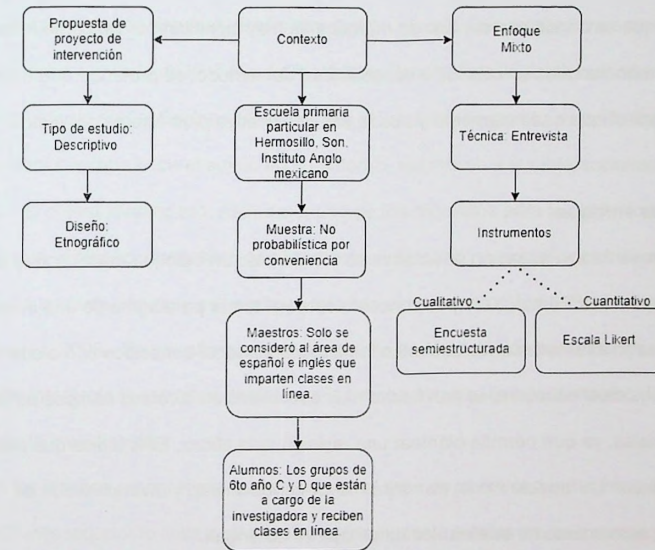 Propuesta de
proyecto de
intervención
Contexto
Enfoque
Mixto
Tipo de estudio:
Descriptivo
Escuela primaria
particular en
Hermosillo, Son,
Instituto Anglo
mexicano
Técnica: Entrevista
Diseño:
Etnográfico
Muestra: No
probabilística por
conveniencia
Instrumentos
Cualitativo
Cuantitativo
Encuesta
semiestructurada
Escala Likert
Maestros: Solo se
consideró al área de
español e inglés que
imparten clases en
línea.
Alumnos: Los grupos de
6to año C y D que están
a cargo de la
investigadora y reciben
clases en línea